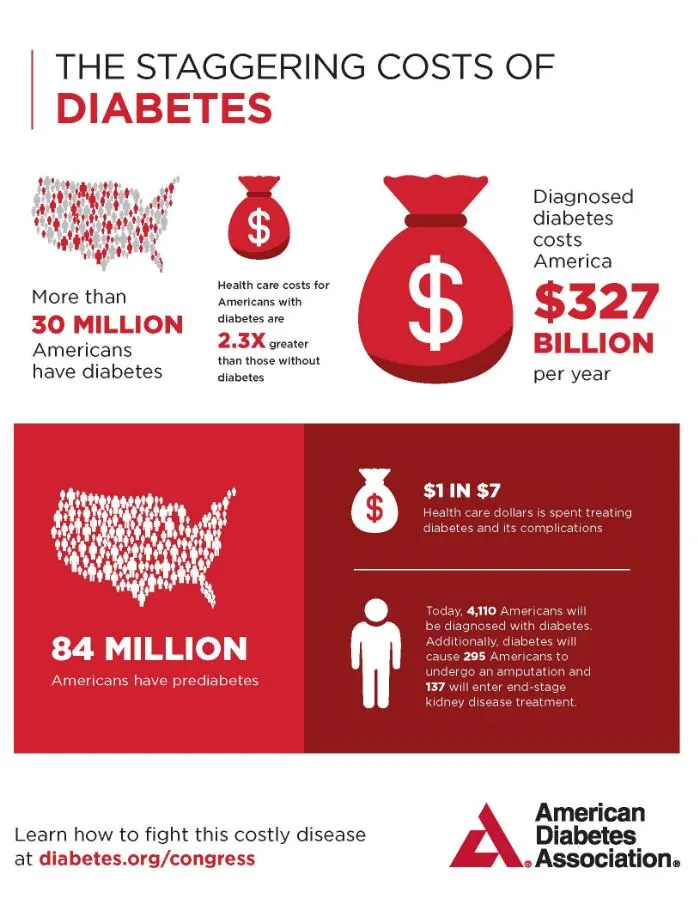 THE STAGGERING COSTS OF
DIABETES
More than
30 MILLION
Americans
have diabetes
$
Health care costs for
Americans with
diabetes are
2.3X greater
than those without
diabetes
$
Diagnosed
diabetes
costs
America
$327
BILLION
per year
84 MILLION
Americans have prediabetes
$
$1 IN $7
Health care dollars is spent treating
diabetes and its complications
Today, 4,110 Americans will
be diagnosed with diabetes.
Additionally, diabetes will
cause 295 Americans to
undergo an amputation and
137 will enter end-stage
kidney disease treatment.
Learn how to fight this costly disease
at diabetes.org/congress
American
Diabetes
®Association®